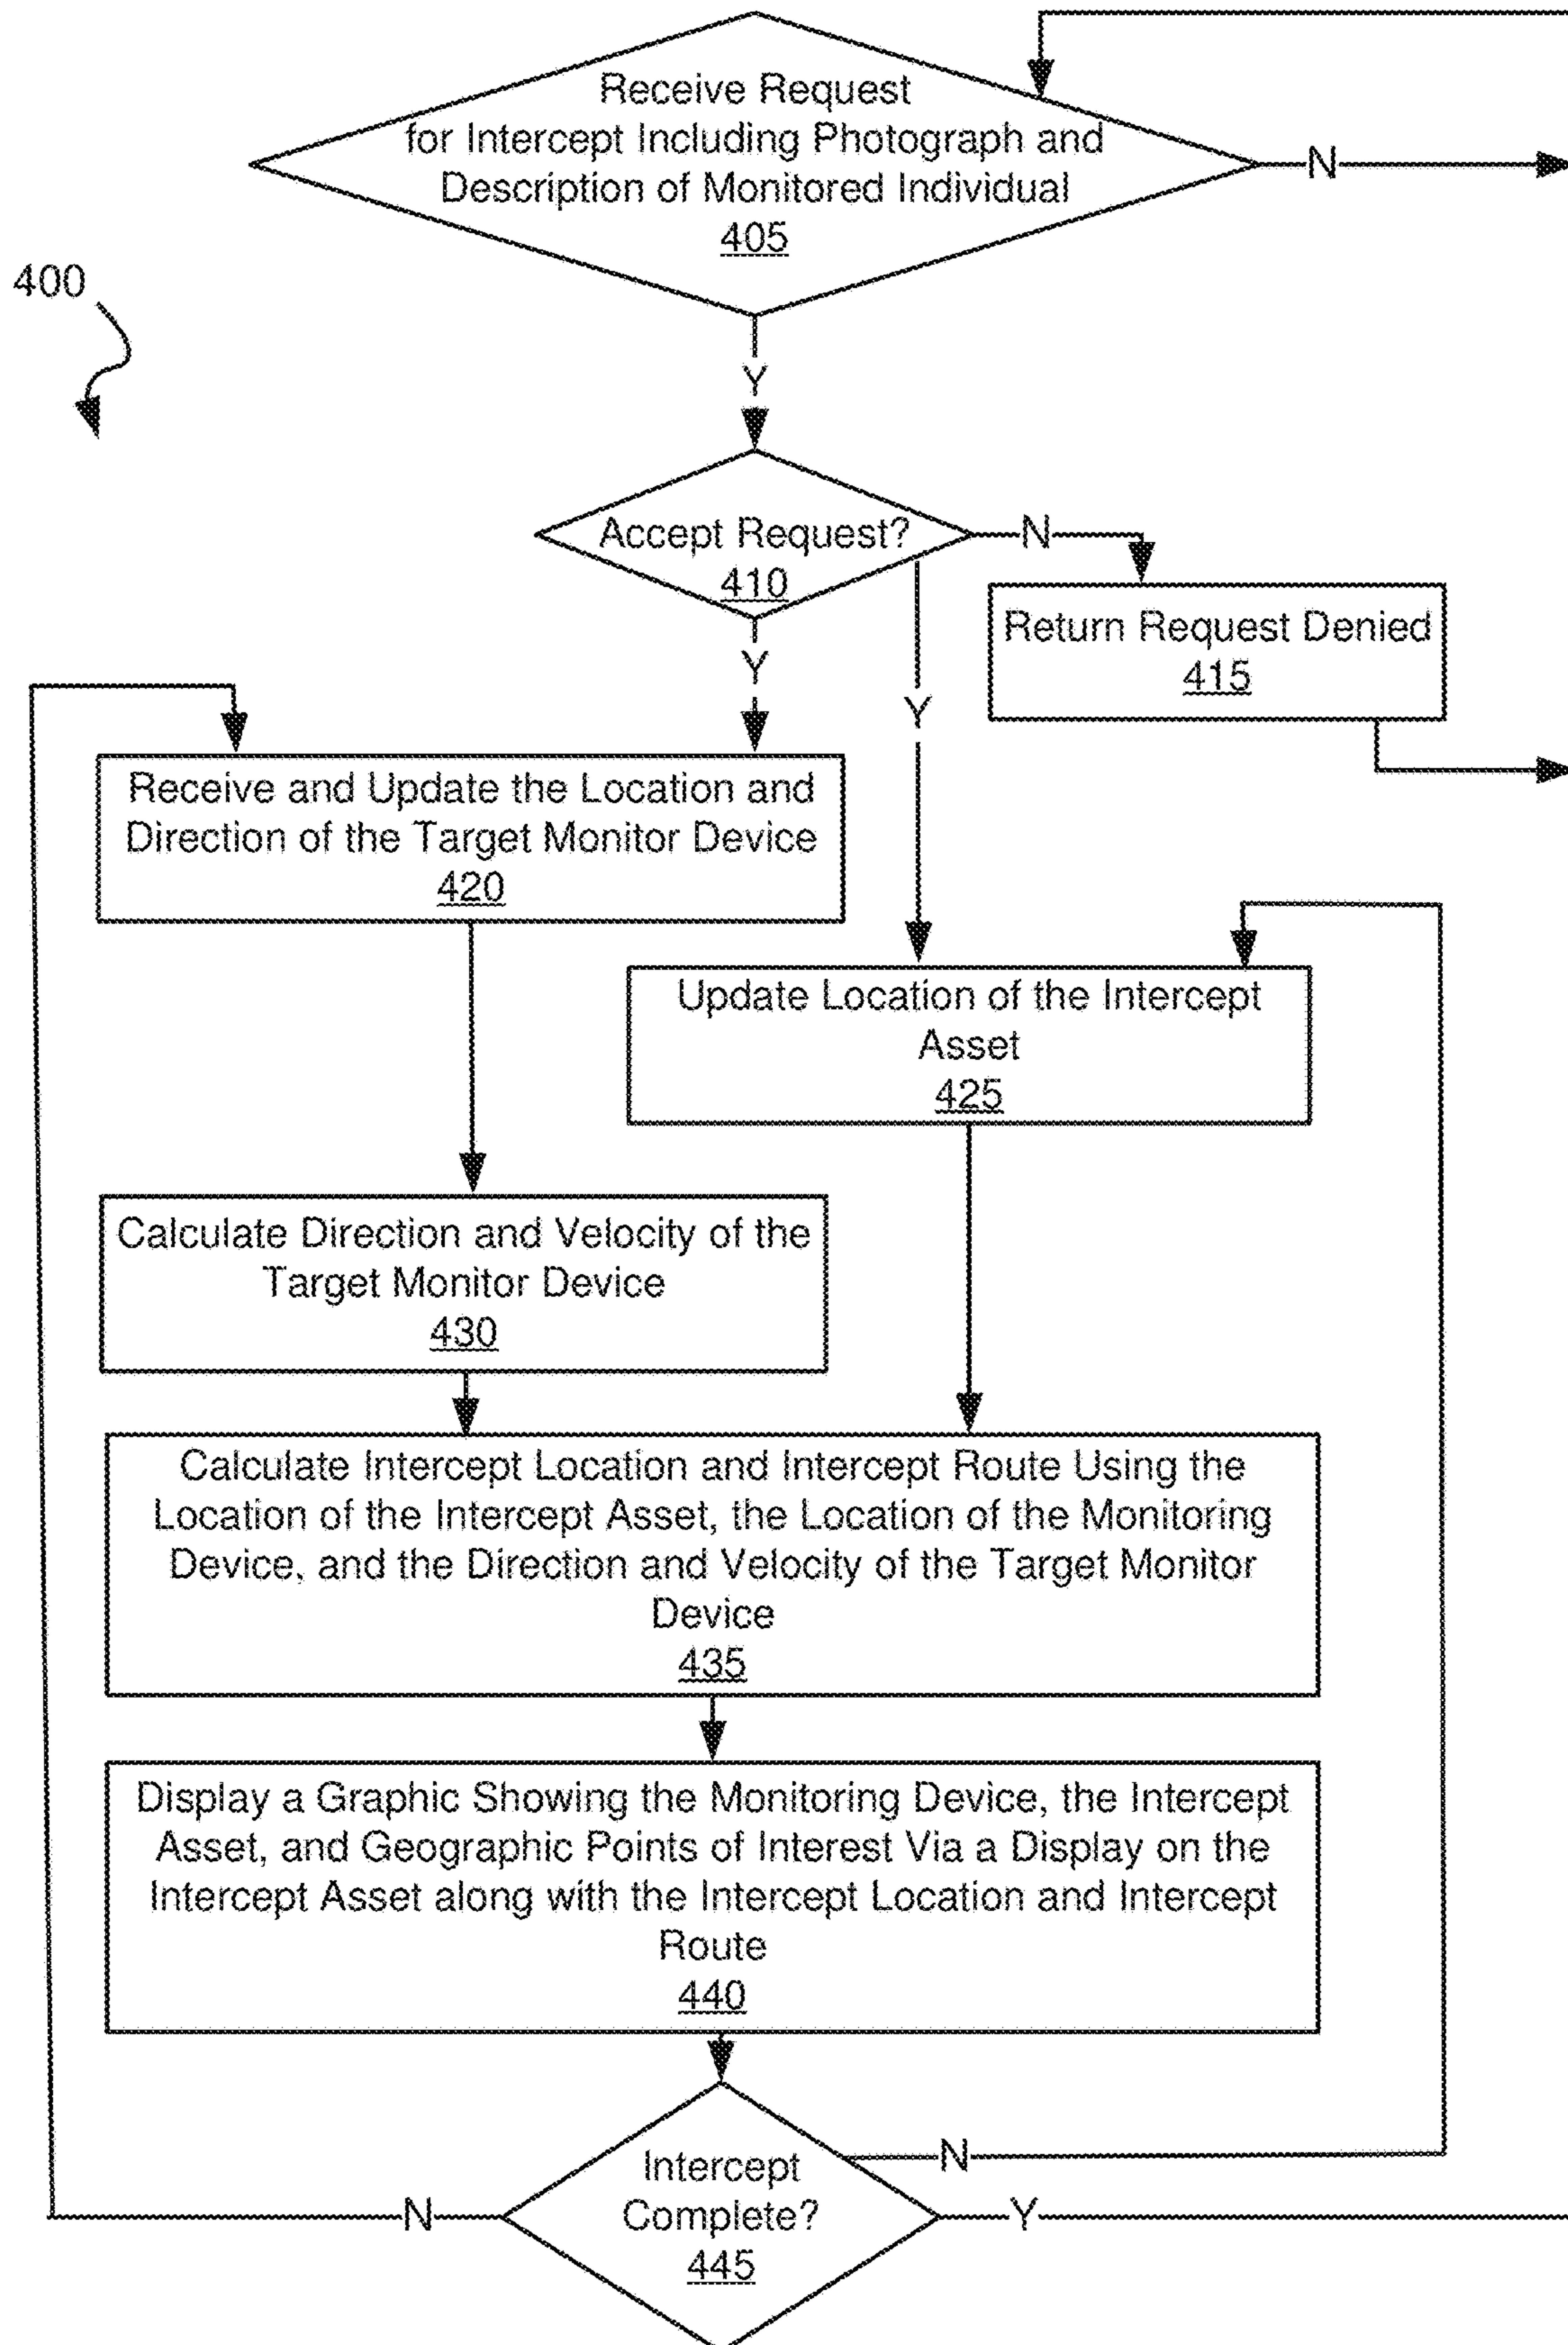 Receive Request
for Intercept Including Photograph and
Description of Monitored Individual
405
N
400
Y
Accept Request?
410
N
Return Request Denied
415
Y
Y
Receive and Update the Location and
Direction of the Target Monitor Device
420
Update Location of the Intercept
Asset
425
Calculate Direction and Velocity of the
Target Monitor Device
430
Calculate Intercept Location and Intercept Route Using the
Location of the Intercept Asset, the Location of the Monitoring
Device, and the Direction and Velocity of the Target Monitor
Device
435
Display a Graphic Showing the Monitoring Device, the Intercept
Asset, and Geographic Points of Interest Via a Display on the
Intercept Asset along with the Intercept Location and Intercept
Route
440
Intercept
Complete?
445
N
N
Y